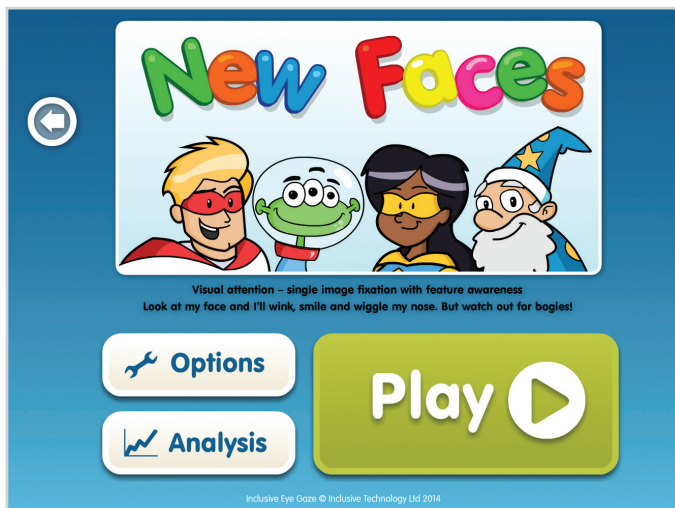 New Faces
Visual attention – single image fixation with feature awareness
Look at my face and I'll wink, smile and wiggle my nose. But watch out for bogies!
Options
Analysis
Play
Inclusive Eye Gaze © Inclusive Technology Ltd 2014